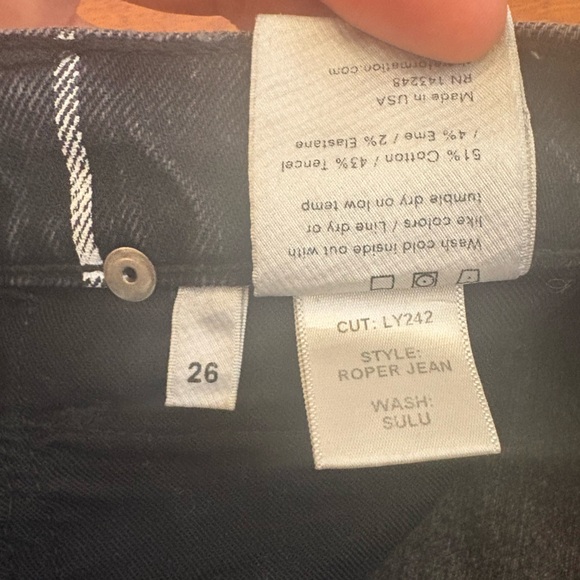 Wash cold inside out with
like colors / Line dry or
tumble dry on low temp
51% Cotton / 43% Tencel
/ 4% Eme / 2% Elastane
Made in USA
RN 143248
26
CUT: LY242
STYLE:
ROPER JEAN
WASH:
SULU